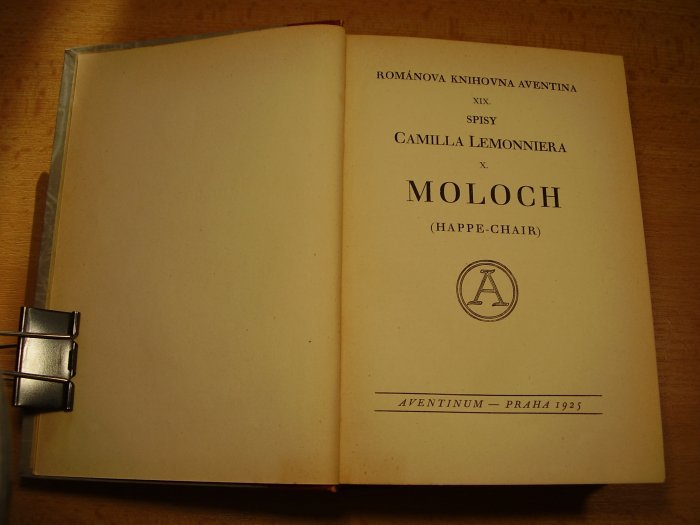 ROMÁNOVA KNIHOVNA AVENTINA
XIX.
SPISY
CAMILLA LEMONNIERA
X.
MOLOCH
(HAPPE-CHAIR)
A
AVENTINUM — PRAHA 1925